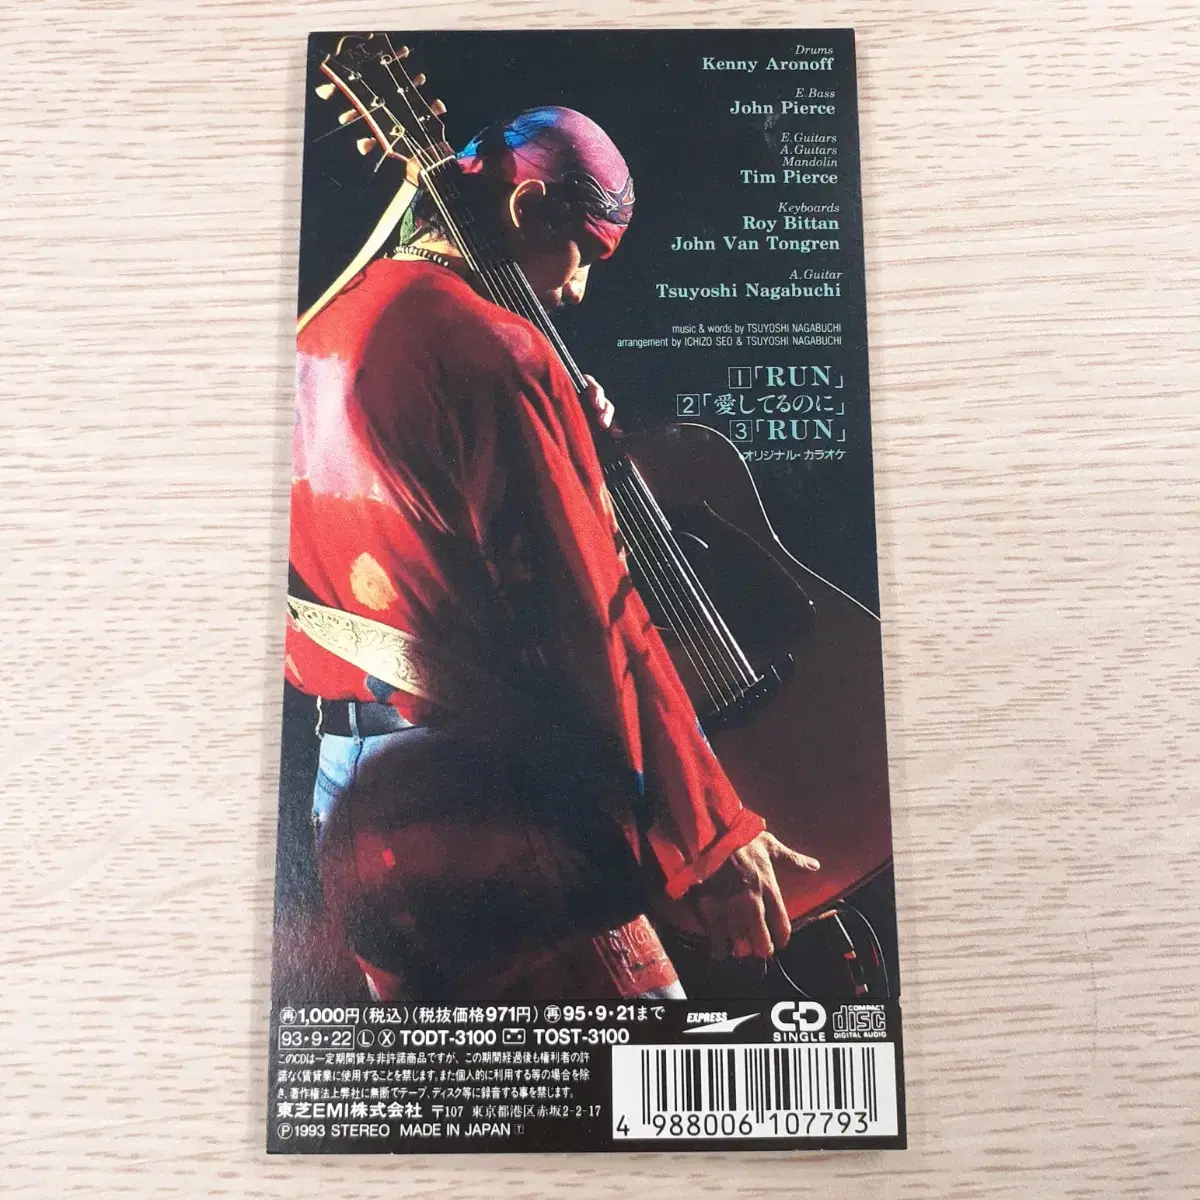 Drums
Kenny Aronoff
E.Bass
John Pierce
E.Guitars
A.Guitars
Mandolin
Tim Pierce
Keyboards
Roy Bittan
John Van Tongren
A.Guitar
Tsuyoshi Nagabuchi
music & words by TSUYOSHI NAGABUCHI
arrangement by ICHIZO SEO & TSUYOSHI NAGABUCHI
1「RUN」
2「愛してるのに」
3「RUN」
オリジナル・カラオケ
再1,000円(税込)(税抜価格971円)再95・9・21まで
93・9・22 L X TODT-3100 TOST-3100
EXPRESS
CD SINGLE
COMPACT disc DIGITAL AUDIO
このCDは一定期間貸与非許諾商品ですが、この期間経過後も権利者の許
諾なく賃貸業に使用することを禁じます。また個人的に利用する等の場合を除
き、著作権法上弊社に無断でテープ、ディスク等に録音する事を禁じます。
東芝EMI株式会社 〒107 東京都港区赤坂2-2-17
Ⓟ1993 STEREO MADE IN JAPAN T
4 988006 107793